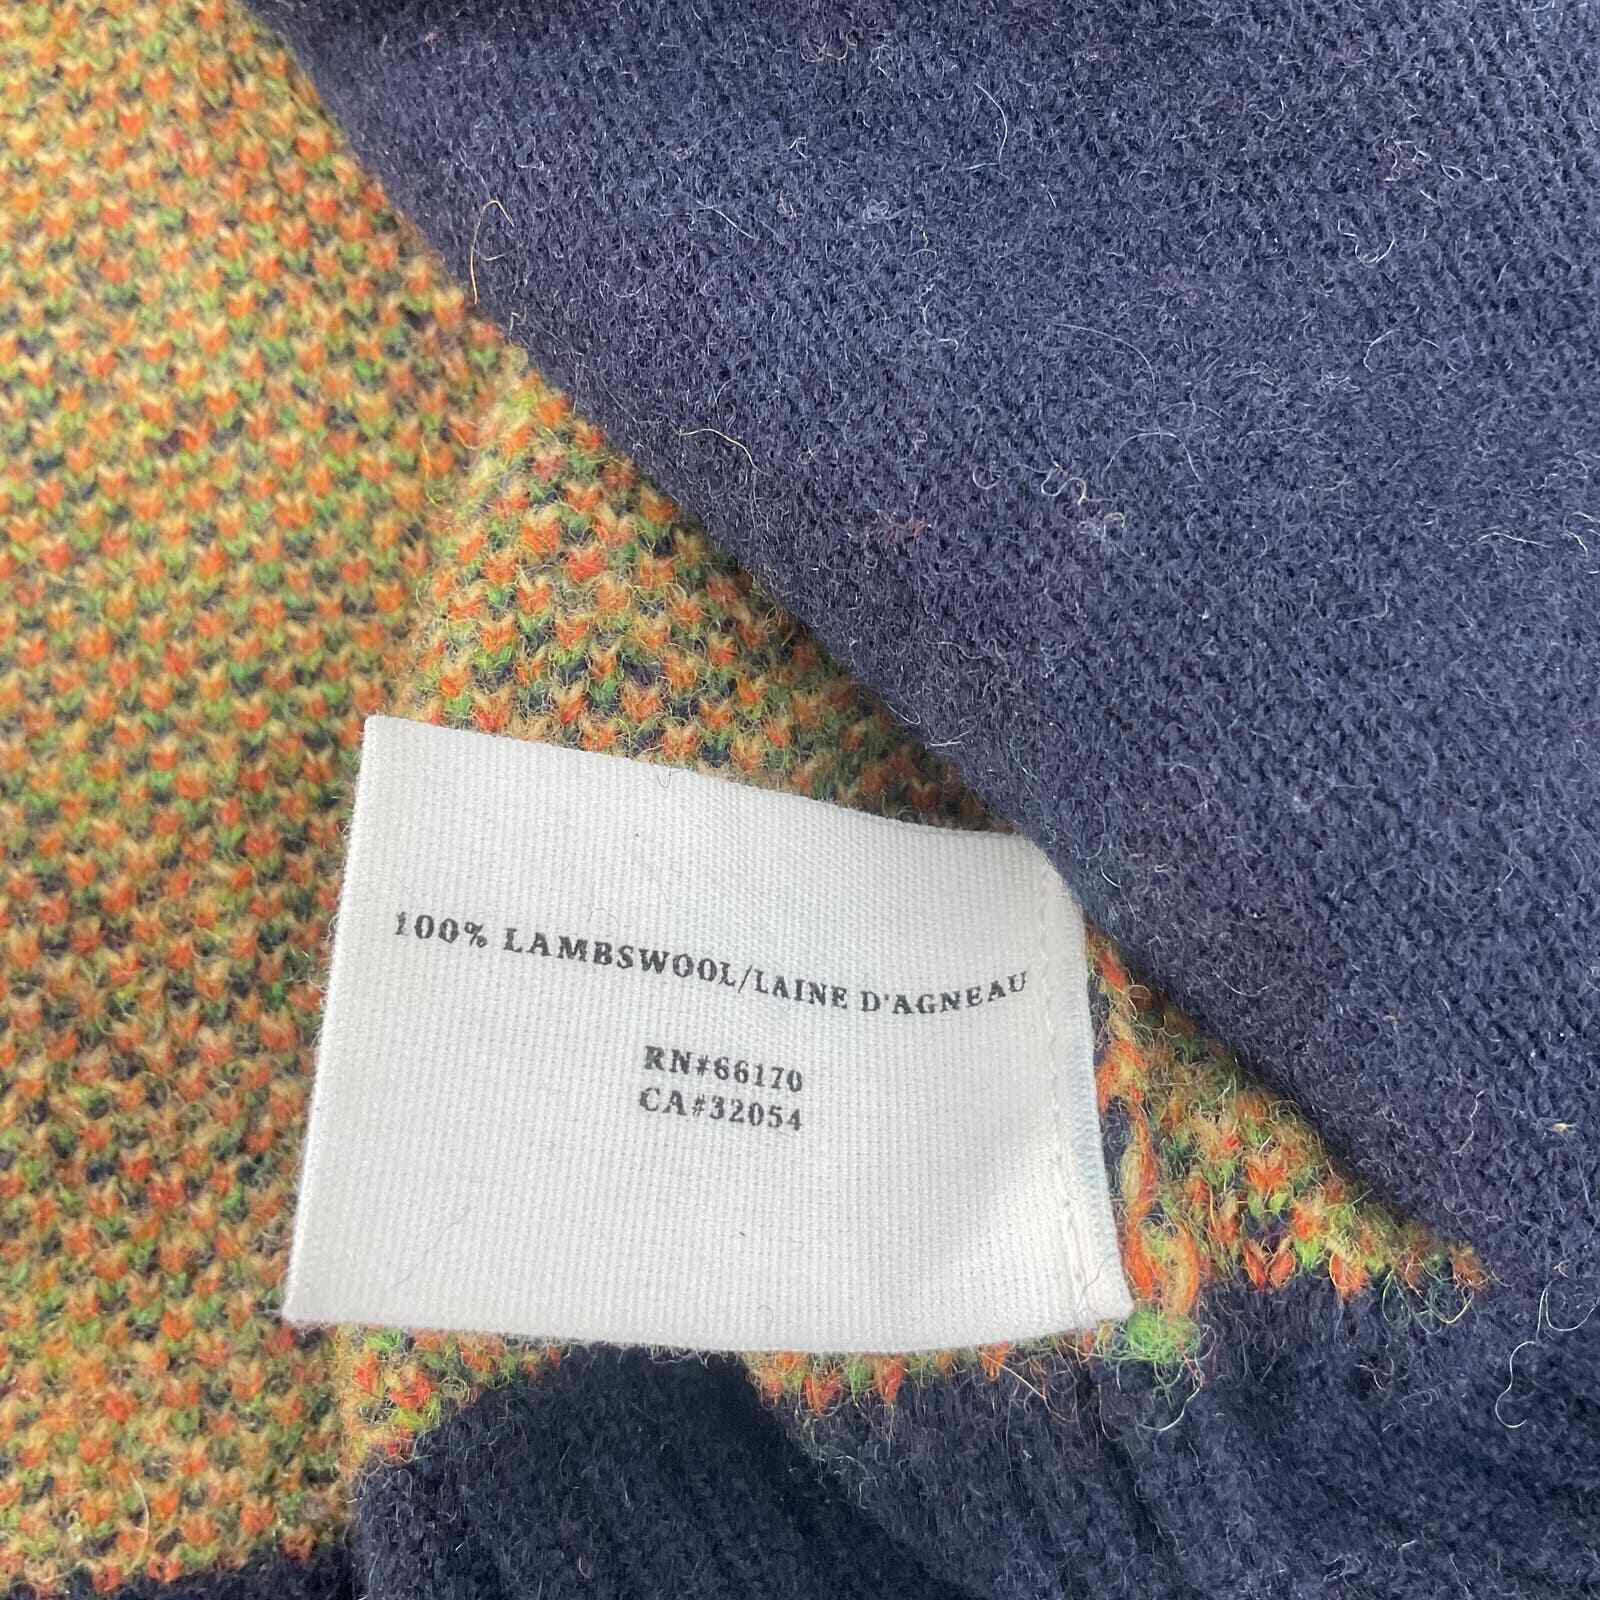 100% LAMBSWOOL/LAINE D'AGNEAU
RN#66170
CA#32054